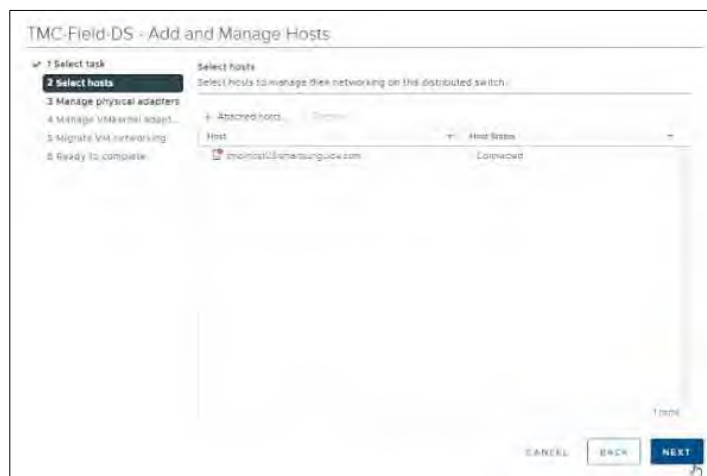 TMC-Field-DS - Add and Manage Hosts
1 Select task
2 Select hosts
3 Manage physical adapters
4 Manage VMkernel adapt...
5 Migrate VM networking
6 Ready to complete
Select hosts
Select hosts to manage their networking on this distributed switch.
+ Attached hosts...
Host
Host Status
Connected
1 items
CANCEL
BACK
NEXT